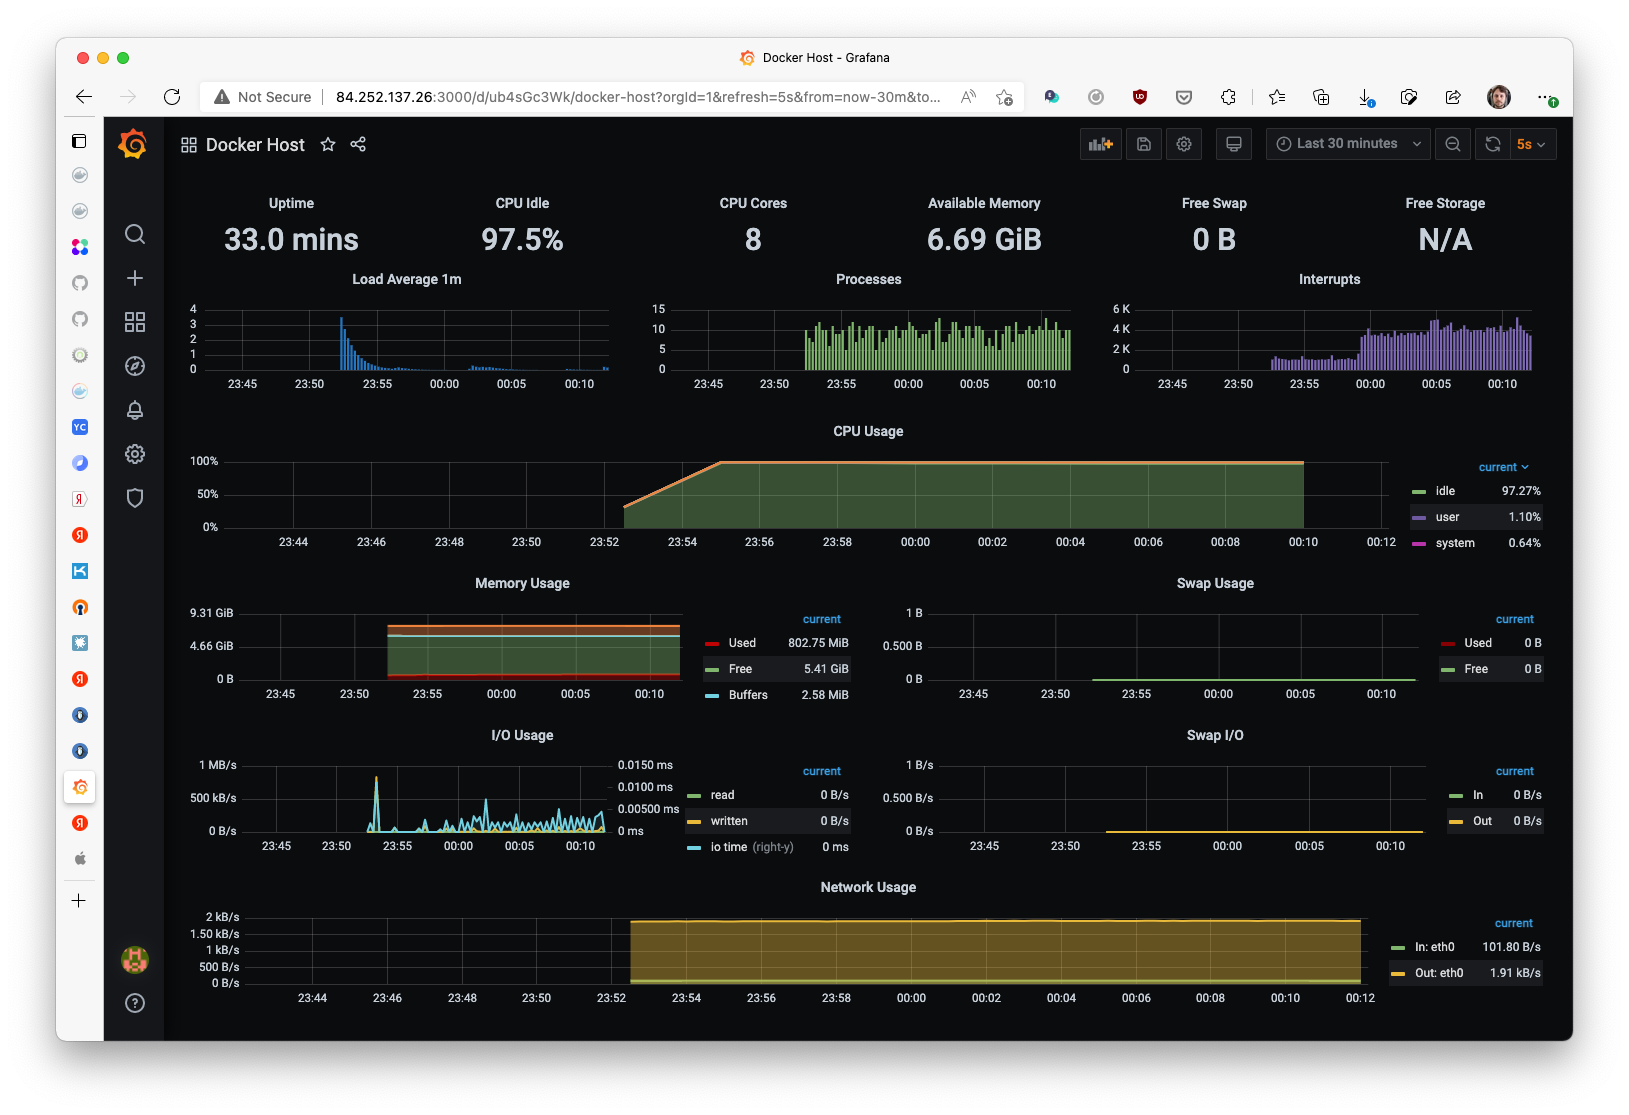 Docker Host - Grafana
Not Secure 84.252.137.26:3000/d/ub4sGc3Wk/docker-host?orgId=1&refresh=5s&from=now-30m&to...
Docker Host
Last 30 minutes
5s
Uptime CPU Idle CPU Cores Available Memory Free Swap Free Storage
33.0 mins 97.5% 8 6.69 GiB 0 B N/A
Load Average 1m
4
3
2
1
0
23:45 23:50 23:55 00:00 00:05 00:10
Processes
15
10
5
0
23:45 23:50 23:55 00:00 00:05 00:10
Interrupts
6 K
4 K
2 K
0
23:45 23:50 23:55 00:00 00:05 00:10
CPU Usage
100%
50%
0%
23:44 23:46 23:48 23:50 23:52 23:54 23:56 23:58 00:00 00:02 00:04 00:06 00:08 00:10 00:12
current
idle 97.27%
user 1.10%
system 0.64%
Memory Usage
9.31 GiB
4.66 GiB
0 B
23:45 23:50 23:55 00:00 00:05 00:10
current
Used 802.75 MiB
Free 5.41 GiB
Buffers 2.58 MiB
Swap Usage
1 B
0.500 B
0 B
23:45 23:50 23:55 00:00 00:05 00:10
current
Used 0 B
Free 0 B
I/O Usage
1 MB/s
500 kB/s
0 B/s
0.0150 ms
0.0100 ms
0.00500 ms
0 ms
23:45 23:50 23:55 00:00 00:05 00:10
current
read 0 B/s
written 0 B/s
io time (right-y) 0 ms
Swap I/O
1 B/s
0.500 B/s
0 B/s
23:45 23:50 23:55 00:00 00:05 00:10
current
In 0 B/s
Out 0 B/s
Network Usage
2 kB/s
1.50 kB/s
1 kB/s
500 B/s
0 B/s
23:44 23:46 23:48 23:50 23:52 23:54 23:56 23:58 00:00 00:02 00:04 00:06 00:08 00:10 00:12
current
In: eth0 101.80 B/s
Out: eth0 1.91 kB/s
YC
Я
Я
Я
Я